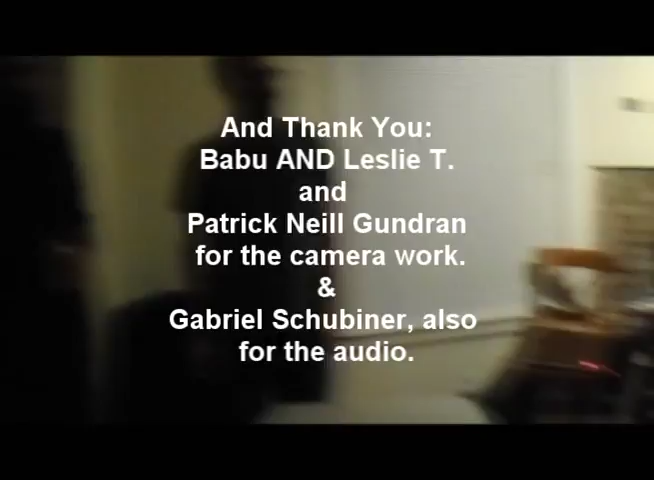 And Thank You:
Babu AND Leslie T.
and
Patrick Neill Gundran
for the camera work.
&
Gabriel Schubiner, also
for the audio.